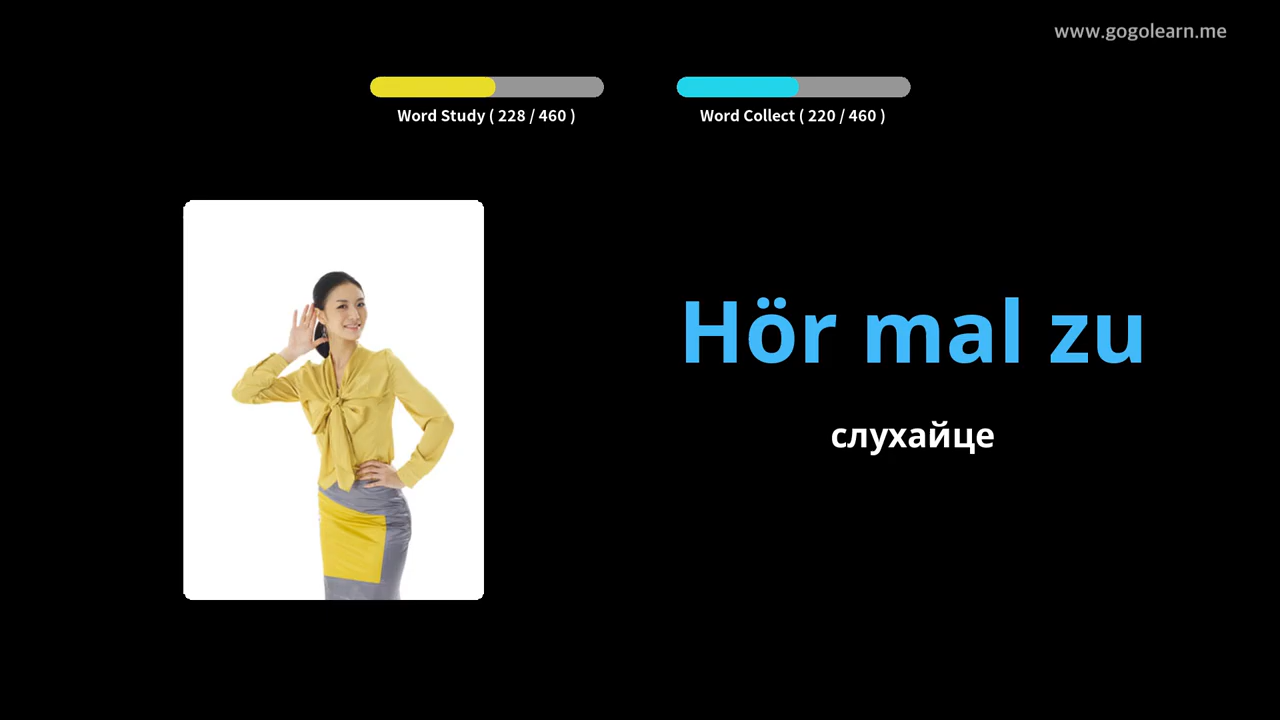 www.gogolearn.me
Word Study ( 228 / 460 )
Word Collect ( 220 / 460 )
Hör mal zu
слухайце